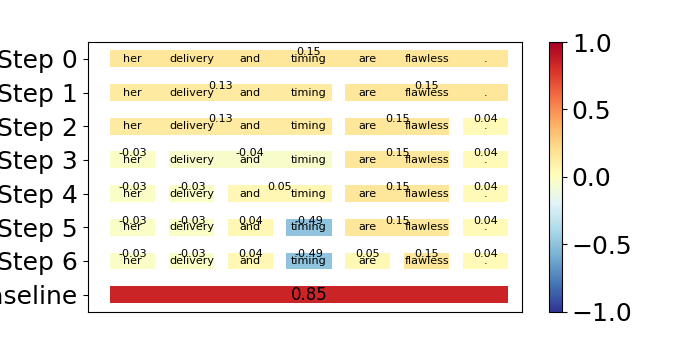 Step 0 her delivery and timing are flawless . 0.15
Step 1 her delivery and timing are flawless . 0.13 0.15
Step 2 her delivery and timing are flawless . 0.13 0.15 0.04
Step 3 her delivery and timing are flawless . -0.03 -0.04 0.15 0.04
Step 4 her delivery and timing are flawless . -0.03 -0.03 0.05 0.15 0.04
Step 5 her delivery and timing are flawless . -0.03 -0.03 0.04 -0.49 0.15 0.04
Step 6 her delivery and timing are flawless . -0.03 -0.03 0.04 -0.49 0.05 0.15 0.04
aseline 0.85
1.0
0.5
0.0
−0.5
−1.0